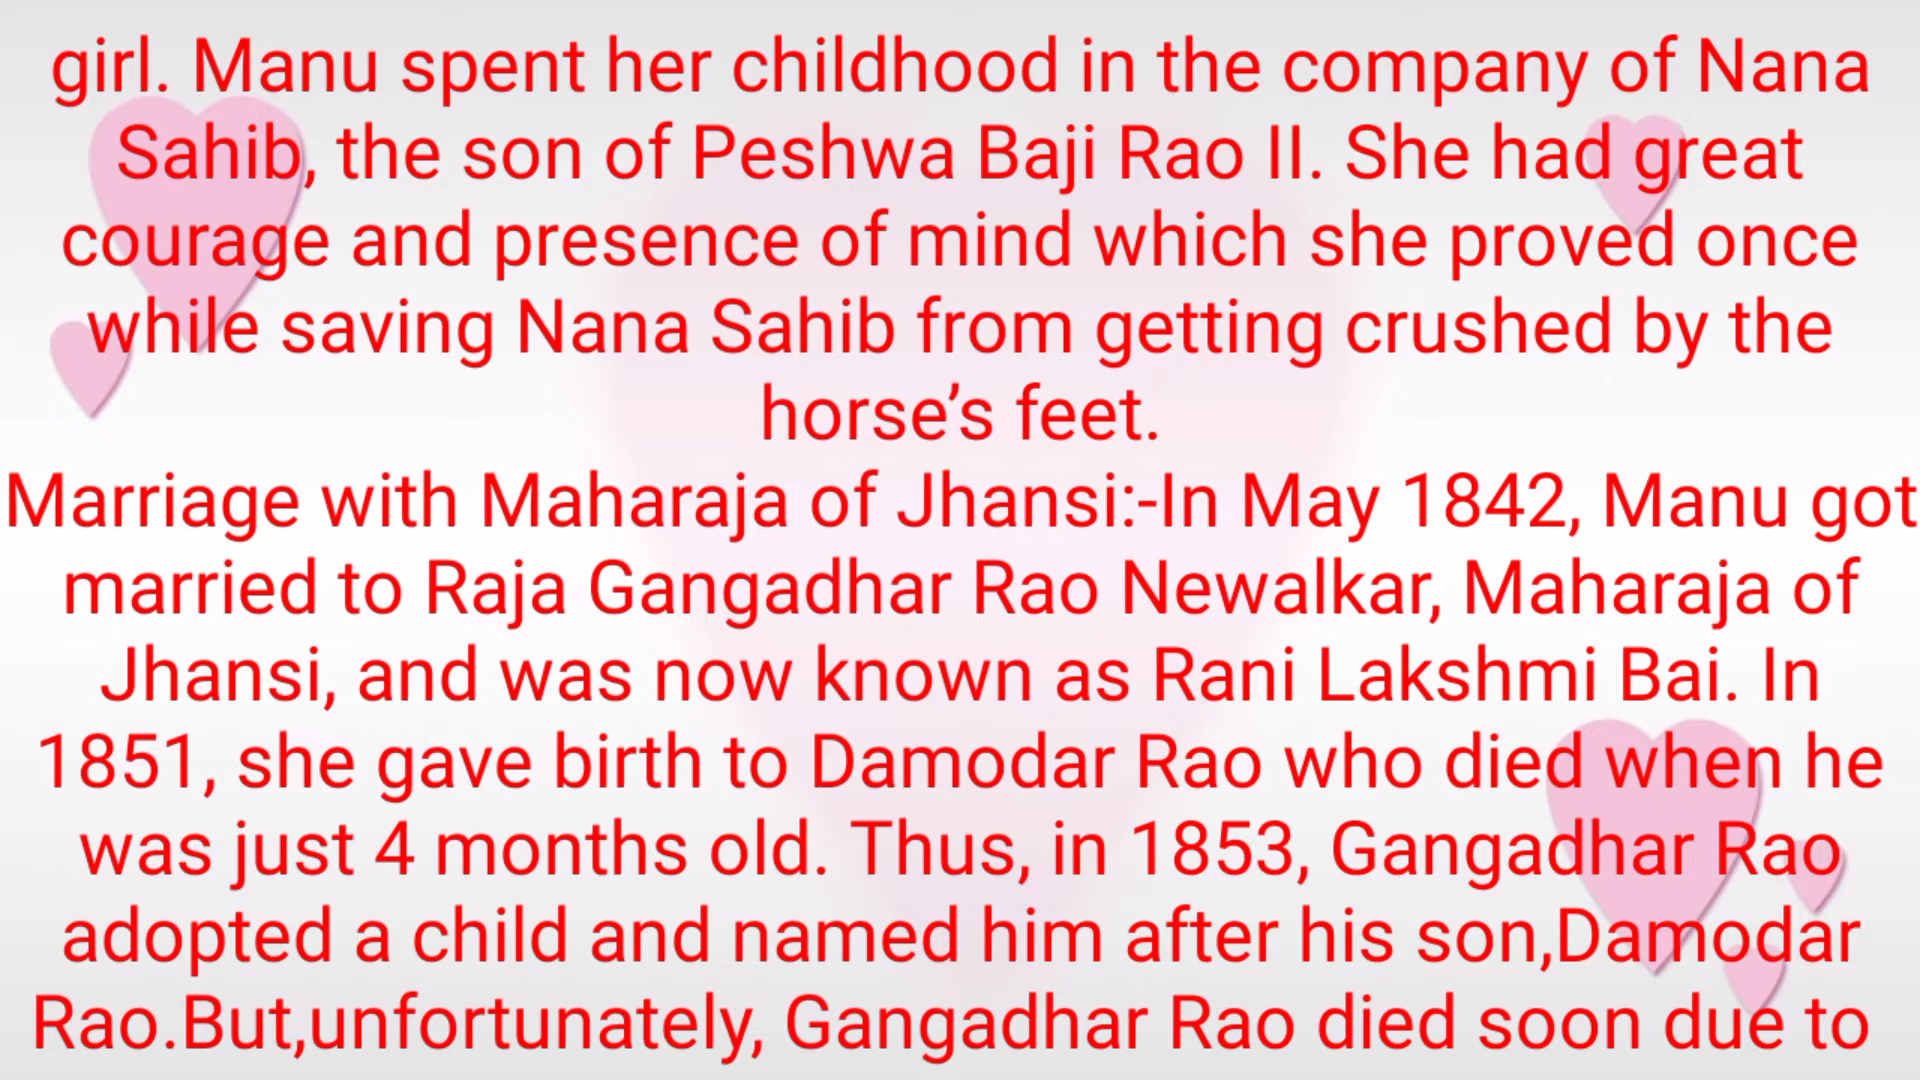 girl. Manu spent her childhood in the company of Nana
Sahib, the son of Peshwa Baji Rao II. She had great
courage and presence of mind which she proved once
while saving Nana Sahib from getting crushed by the
horse’s feet.
Marriage with Maharaja of Jhansi:-In May 1842, Manu got
married to Raja Gangadhar Rao Newalkar, Maharaja of
Jhansi, and was now known as Rani Lakshmi Bai. In
1851, she gave birth to Damodar Rao who died when he
was just 4 months old. Thus, in 1853, Gangadhar Rao
adopted a child and named him after his son,Damodar
Rao.But,unfortunately, Gangadhar Rao died soon due to